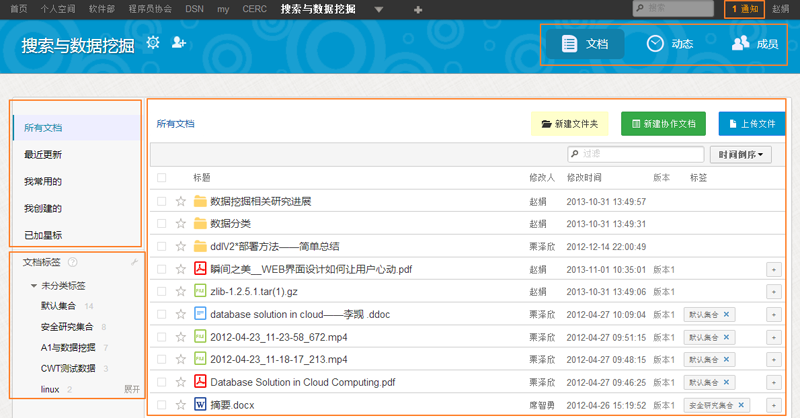 首页 个人空间 软件部 程序员协会 DSN my CERC 搜索与数据挖掘 搜索 1 通知 赵娟
搜索与数据挖掘 文档 动态 成员
所有文档
最近更新
我常用的
我创建的
已加星标
文档标签
未分类标签
默认集合 14
安全研究集合 8
A1与数据挖掘 7
CWT测试数据 3
linux 2 展开
所有文档 新建文件夹 新建协作文档 上传文件
过滤 时间倒序
标题 修改人 修改时间 版本 标签
数据挖掘相关研究进展 赵娟 2013-10-31 13:49:57
数据分类 赵娟 2013-10-31 13:49:31
ddlV2*部署方法——简单总结 栗泽欣 2012-12-14 22:00:49
瞬间之美__WEB界面设计如何让用户心动.pdf 赵娟 2013-11-01 10:35:01 版本1 +
zlib-1.2.5.1.tar(1).gz 赵娟 2013-10-31 13:49:06 版本1 +
database solution in cloud——李觊 .ddoc 栗泽欣 2012-04-27 10:09:04 版本1 默认集合 × +
2012-04-23_11-23-58_672.mp4 栗泽欣 2012-04-27 09:51:15 版本1 默认集合 × +
2012-04-23_11-18-17_213.mp4 栗泽欣 2012-04-27 09:48:15 版本1 默认集合 × +
Database Solution in Cloud Computing.pdf 栗泽欣 2012-04-27 09:46:25 版本1 默认集合 × +
摘要.docx 席智勇 2012-04-26 15:19:52 版本1 安全研究集合 × +